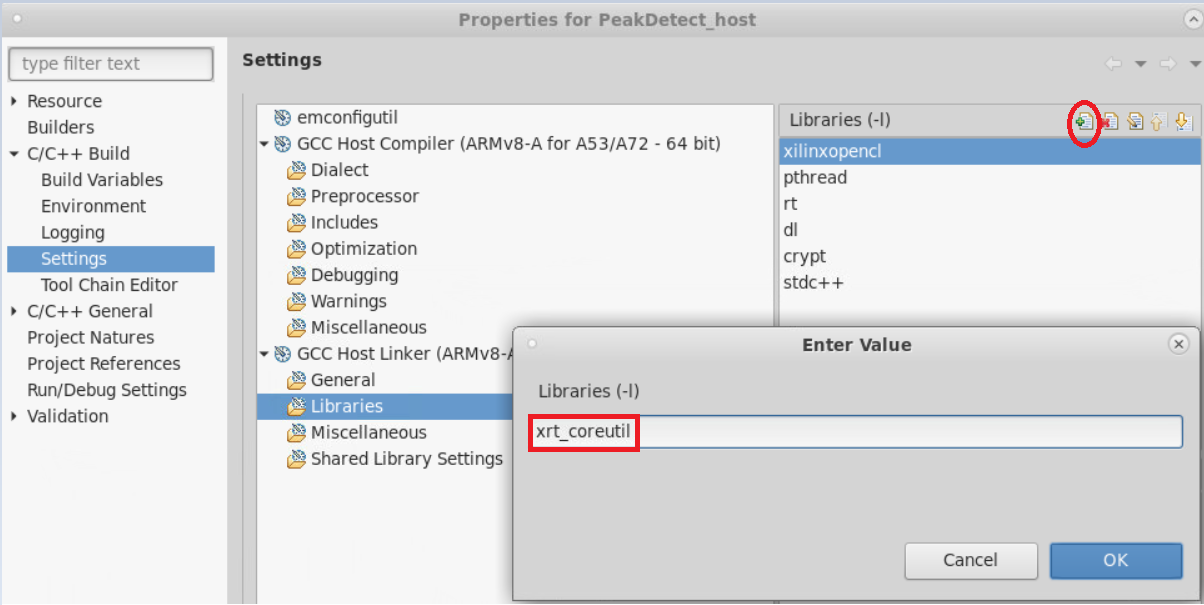 Properties for PeakDetect_host
type filter text
Resource
Builders
C/C++ Build
Build Variables
Environment
Logging
Settings
Tool Chain Editor
C/C++ General
Project Natures
Project References
Run/Debug Settings
Validation
Settings
emconfigutil
GCC Host Compiler (ARMv8-A for A53/A72 - 64 bit)
Dialect
Preprocessor
Includes
Optimization
Debugging
Warnings
Miscellaneous
GCC Host Linker (ARMv8-A
General
Libraries
Miscellaneous
Shared Library Settings
Libraries (-l)
xilinxopencl
pthread
rt
dl
crypt
stdc++
Enter Value
Libraries (-l)
xrt_coreutil
Cancel
OK